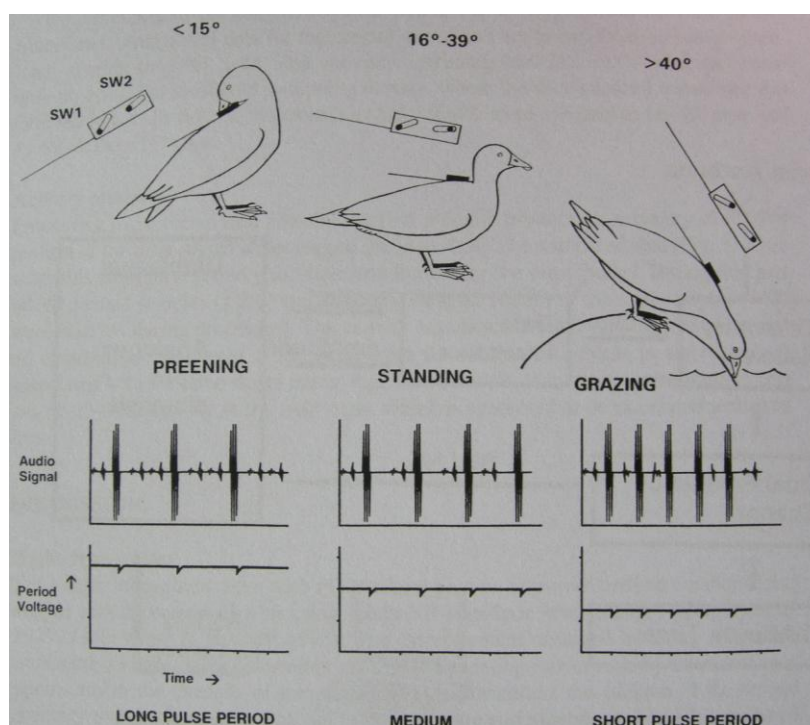 <15°
16°-39°
>40°
SW2
SW1
PREENING
STANDING
GRAZING
Audio
Signal
Period
Voltage
↑
Time →
LONG PULSE PERIOD
MEDIUM
SHORT PULSE PERIOD